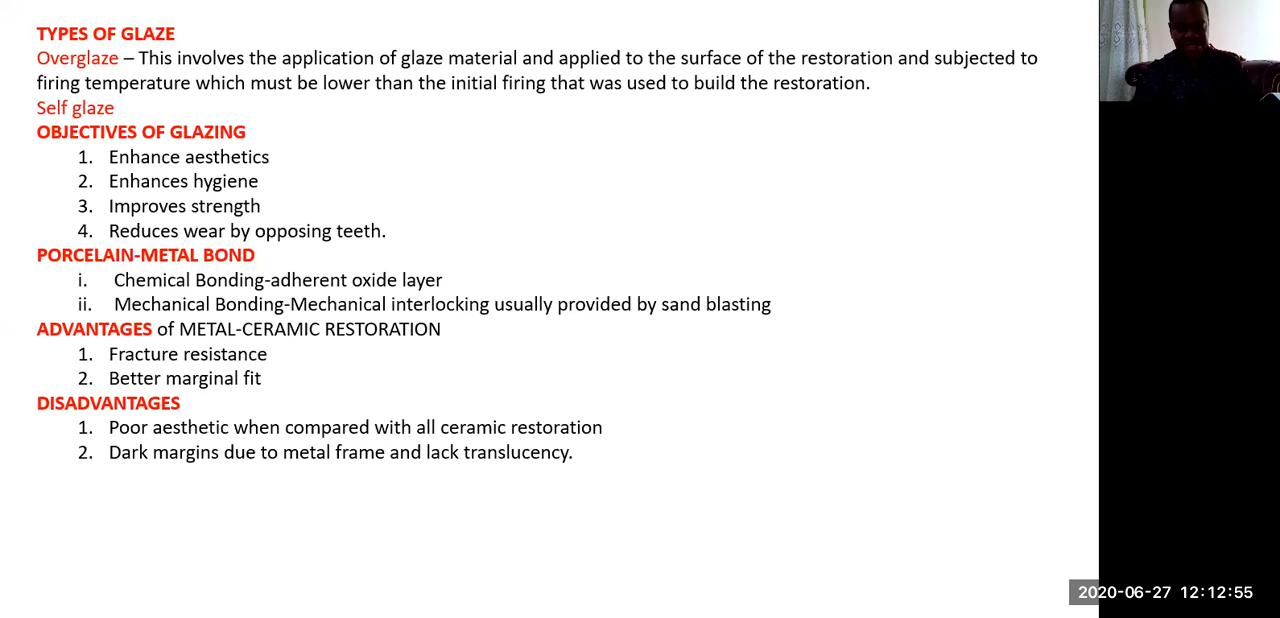 TYPES OF GLAZE
Overglaze – This involves the application of glaze material and applied to the surface of the restoration and subjected to
firing temperature which must be lower than the initial firing that was used to build the restoration.
Self glaze
OBJECTIVES OF GLAZING
1. Enhance aesthetics
2. Enhances hygiene
3. Improves strength
4. Reduces wear by opposing teeth.
PORCELAIN-METAL BOND
i. Chemical Bonding-adherent oxide layer
ii. Mechanical Bonding-Mechanical interlocking usually provided by sand blasting
ADVANTAGES of METAL-CERAMIC RESTORATION
1. Fracture resistance
2. Better marginal fit
DISADVANTAGES
1. Poor aesthetic when compared with all ceramic restoration
2. Dark margins due to metal frame and lack translucency.
2020-06-27 12:12:55